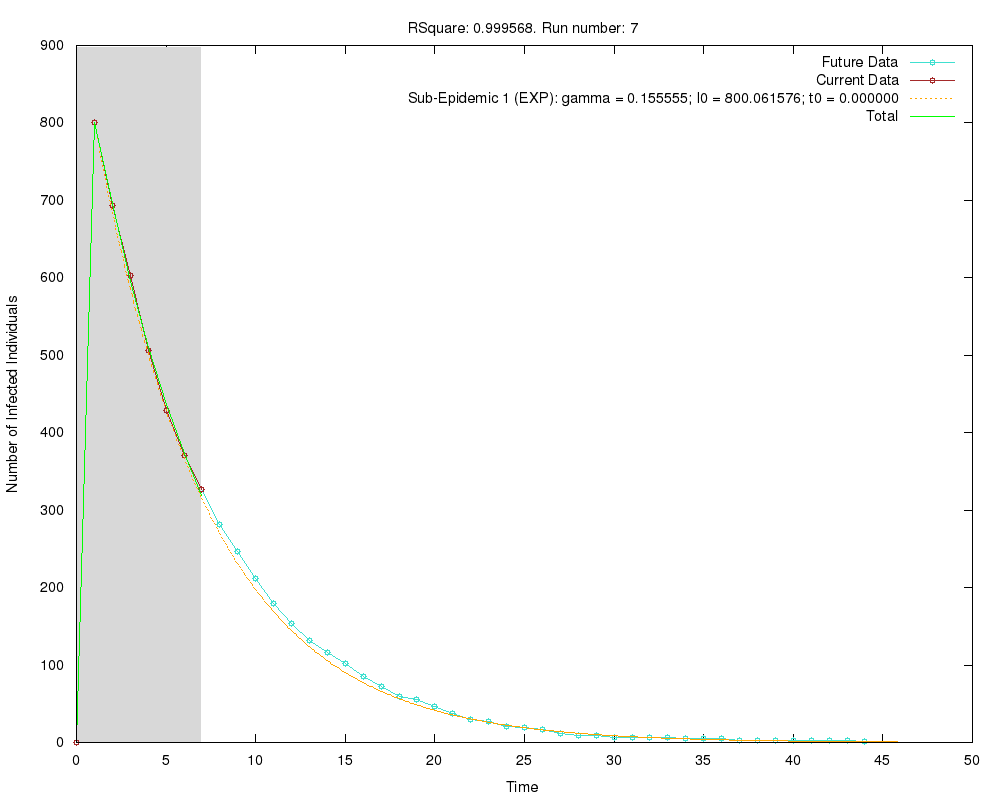 RSquare: 0.999568. Run number: 7
Future Data
Current Data
Sub-Epidemic 1 (EXP): gamma = 0.155555; I0 = 800.061576; t0 = 0.000000
Total
900
800
700
600
500
400
300
200
100
0
Number of Infected Individuals
0 5 10 15 20 25 30 35 40 45 50
Time